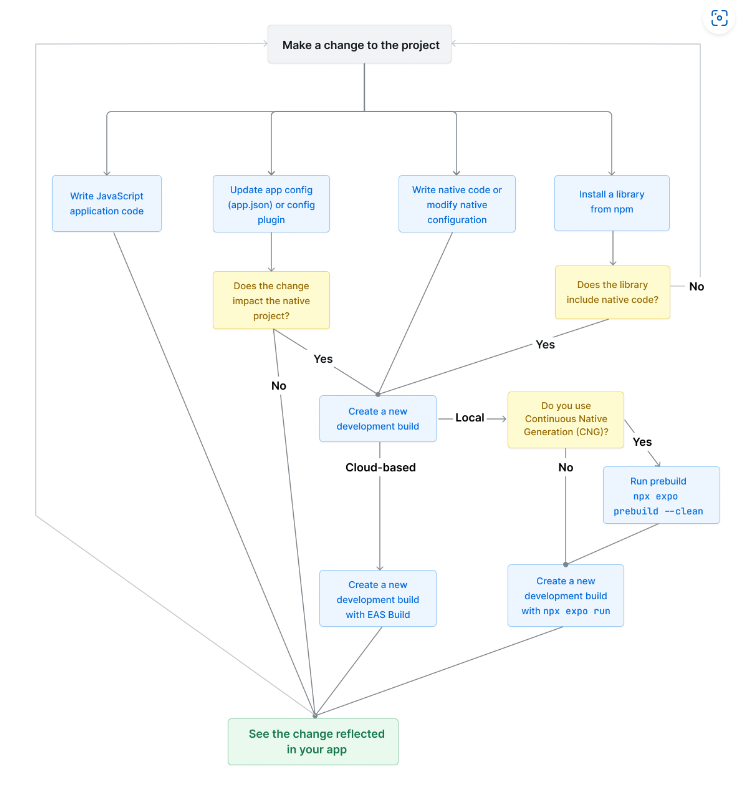 Make a change to the project
Write JavaScript
application code
Update app config
(app.json) or config
plugin
Write native code or
modify native
configuration
Install a library
from npm
Does the change
impact the native
project?
Does the library
include native code?
No
Yes
Yes
No
Create a new
development build
Local
Do you use
Continuous Native
Generation (CNG)?
Yes
Cloud-based
No
Run prebuild
npx expo
prebuild --clean
Create a new
development build
with EAS Build
Create a new
development build
with npx expo run
See the change reflected
in your app